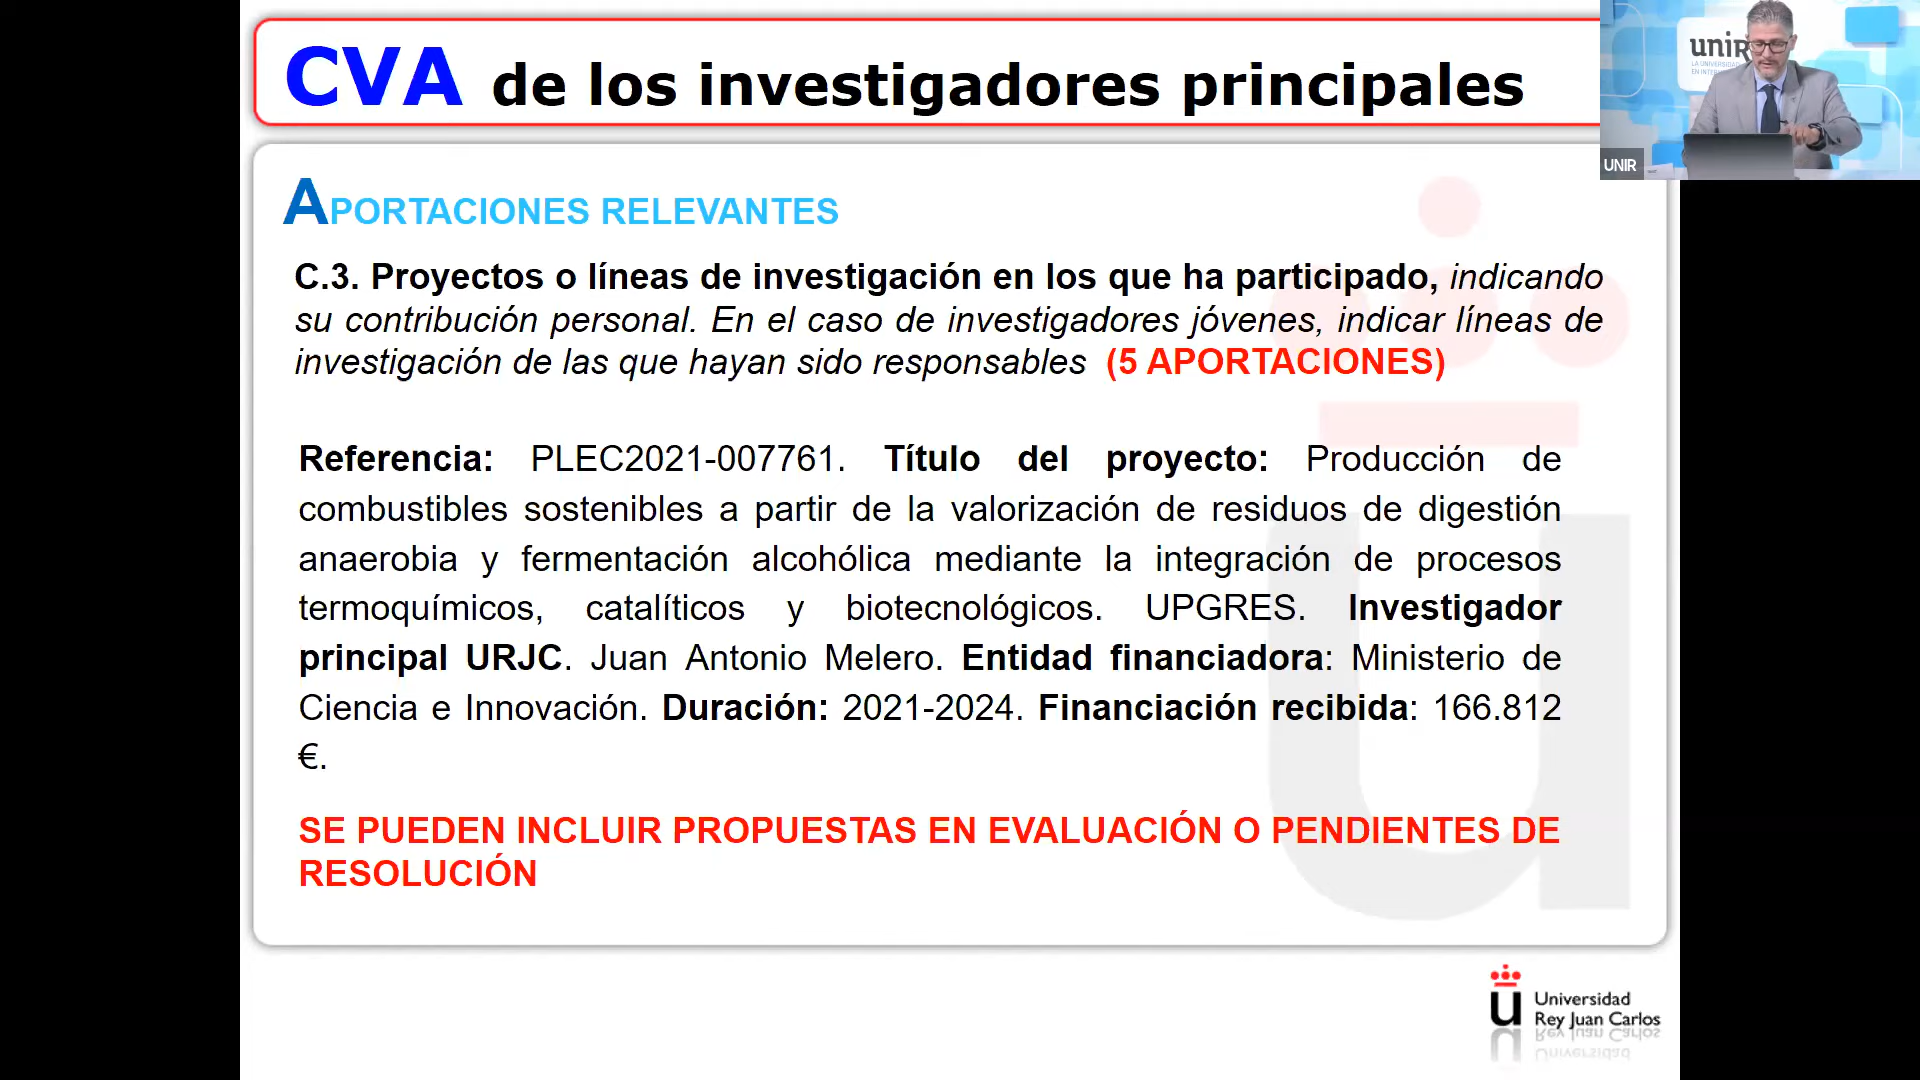 CVA de los investigadores principales
unir
LA UNIVERSIDAD
EN INTERN
UNIR
APORTACIONES RELEVANTES
C.3. Proyectos o líneas de investigación en los que ha participado, indicando
su contribución personal. En el caso de investigadores jóvenes, indicar líneas de
investigación de las que hayan sido responsables (5 APORTACIONES)
Referencia: PLEC2021-007761. Título del proyecto: Producción de
combustibles sostenibles a partir de la valorización de residuos de digestión
anaerobia y fermentación alcohólica mediante la integración de procesos
termoquímicos, catalíticos y biotecnológicos. UPGRES. Investigador
principal URJC. Juan Antonio Melero. Entidad financiadora: Ministerio de
Ciencia e Innovación. Duración: 2021-2024. Financiación recibida: 166.812
€.
SE PUEDEN INCLUIR PROPUESTAS EN EVALUACIÓN O PENDIENTES DE
RESOLUCIÓN
u
Universidad
Rey Juan Carlos